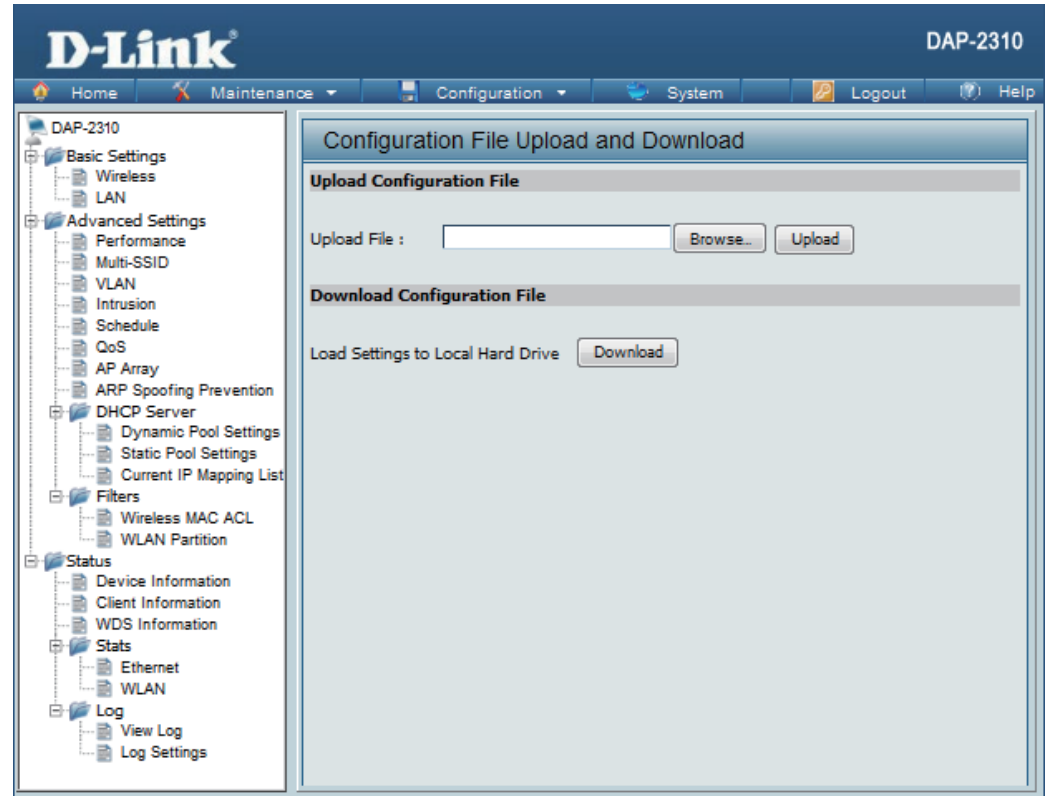 D-Link®
DAP-2310
Home Maintenance Configuration System Logout Help
DAP-2310
Basic Settings
Wireless
LAN
Advanced Settings
Performance
Multi-SSID
VLAN
Intrusion
Schedule
QoS
AP Array
ARP Spoofing Prevention
DHCP Server
Dynamic Pool Settings
Static Pool Settings
Current IP Mapping List
Filters
Wireless MAC ACL
WLAN Partition
Status
Device Information
Client Information
WDS Information
Stats
Ethernet
WLAN
Log
View Log
Log Settings
Configuration File Upload and Download
Upload Configuration File
Upload File : Browse... Upload
Download Configuration File
Load Settings to Local Hard Drive Download